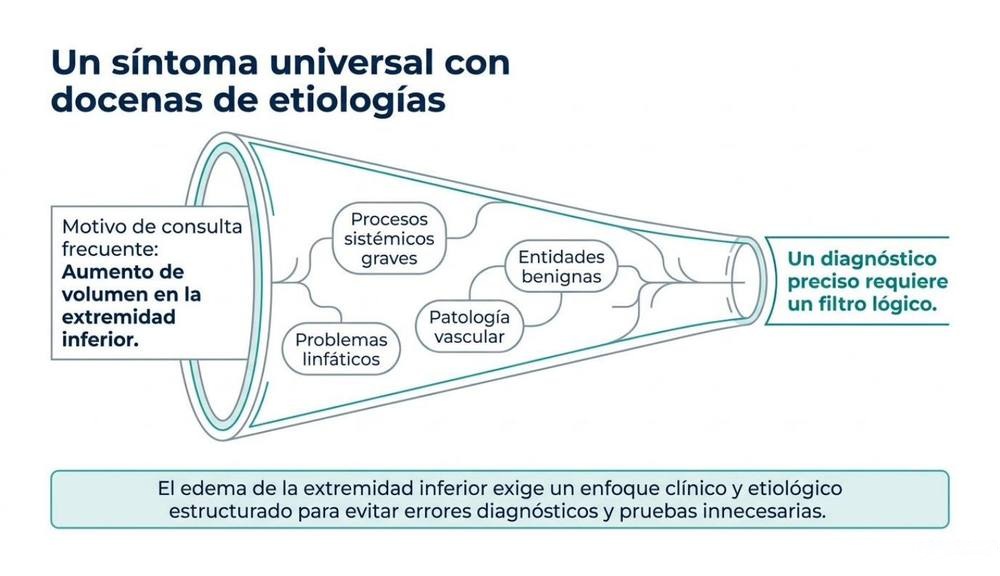 Un síntoma universal con
docenas de etiologías
Motivo de consulta
frecuente:
Aumento de
volumen en la
extremidad
inferior.
Procesos
sistémicos
graves
Entidades
benignas
Patología
vascular
Problemas
linfáticos
Un diagnóstico
preciso requiere
un filtro lógico.
El edema de la extremidad inferior exige un enfoque clínico y etiológico
estructurado para evitar errores diagnósticos y pruebas innecesarias.